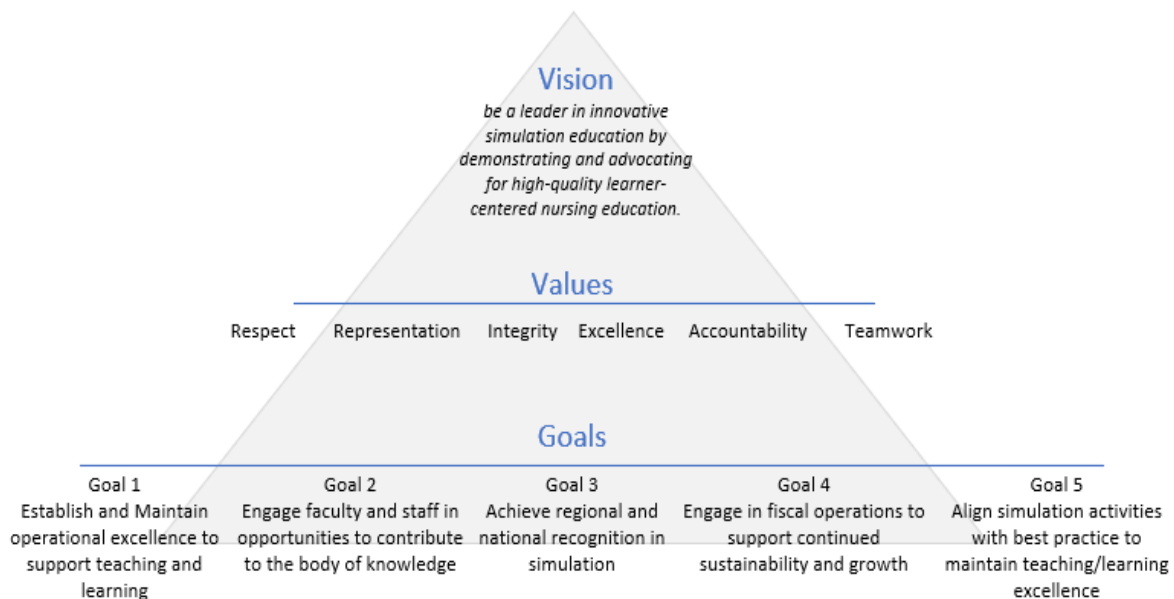 Vision
be a leader in innovative
simulation education by
demonstrating and advocating
for high-quality learner-
centered nursing education.
Values
Respect Representation Integrity Excellence Accountability Teamwork
Goals
Goal 1
Establish and Maintain
operational excellence to
support teaching and
learning
Goal 2
Engage faculty and staff in
opportunities to contribute
to the body of knowledge
Goal 3
Achieve regional and
national recognition in
simulation
Goal 4
Engage in fiscal operations to
support continued
sustainability and growth
Goal 5
Align simulation activities
with best practice to
maintain teaching/learning
excellence